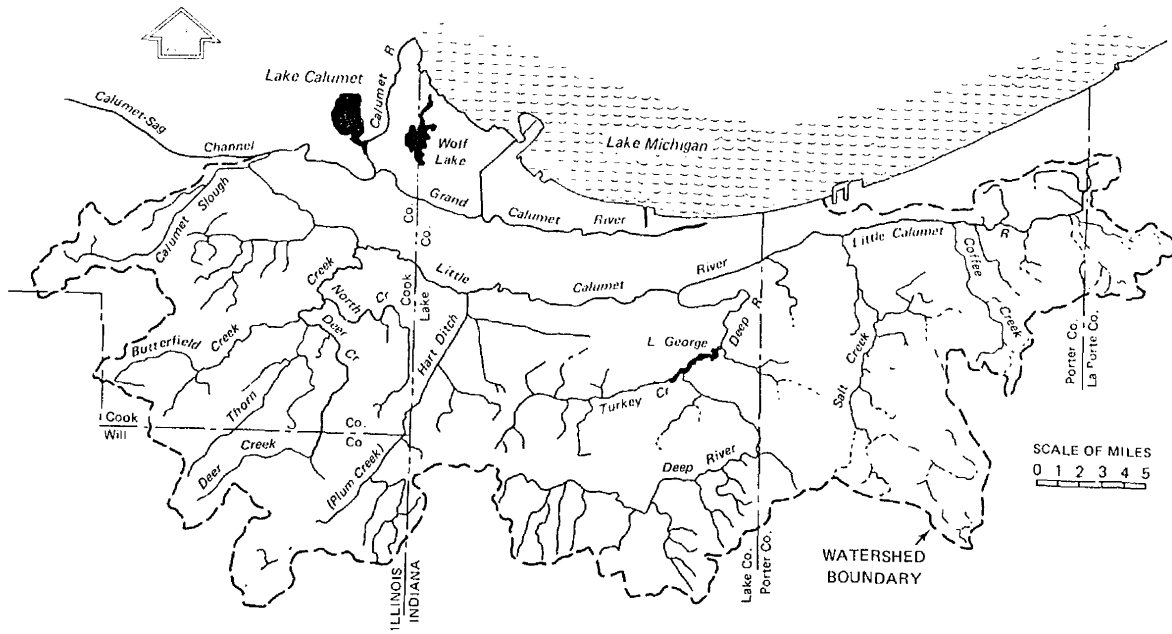 Lake Calumet
Calumet R
Calumet-Sag
Channel
Wolf
Lake
Lake Michigan
Calumet Slough
Grand Calumet River
Co.
Co.
Cook
Lake
Little Calumet River
Little Calumet R
Coffee
Creek
Creek
North Cr
Deer
Cr
Butterfield Creek
Thorn
Hart Ditch
L. George
Deep R
Turkey Cr
Salt Creek
Porter Co.
La Porte Co.
Cook Co.
Will Co
Deer Creek
(Plum Creek)
Deep River
SCALE OF MILES
0 1 2 3 4 5
WATERSHED
BOUNDARY
Lake Co.
Porter Co.
ILLINOIS
INDIANA